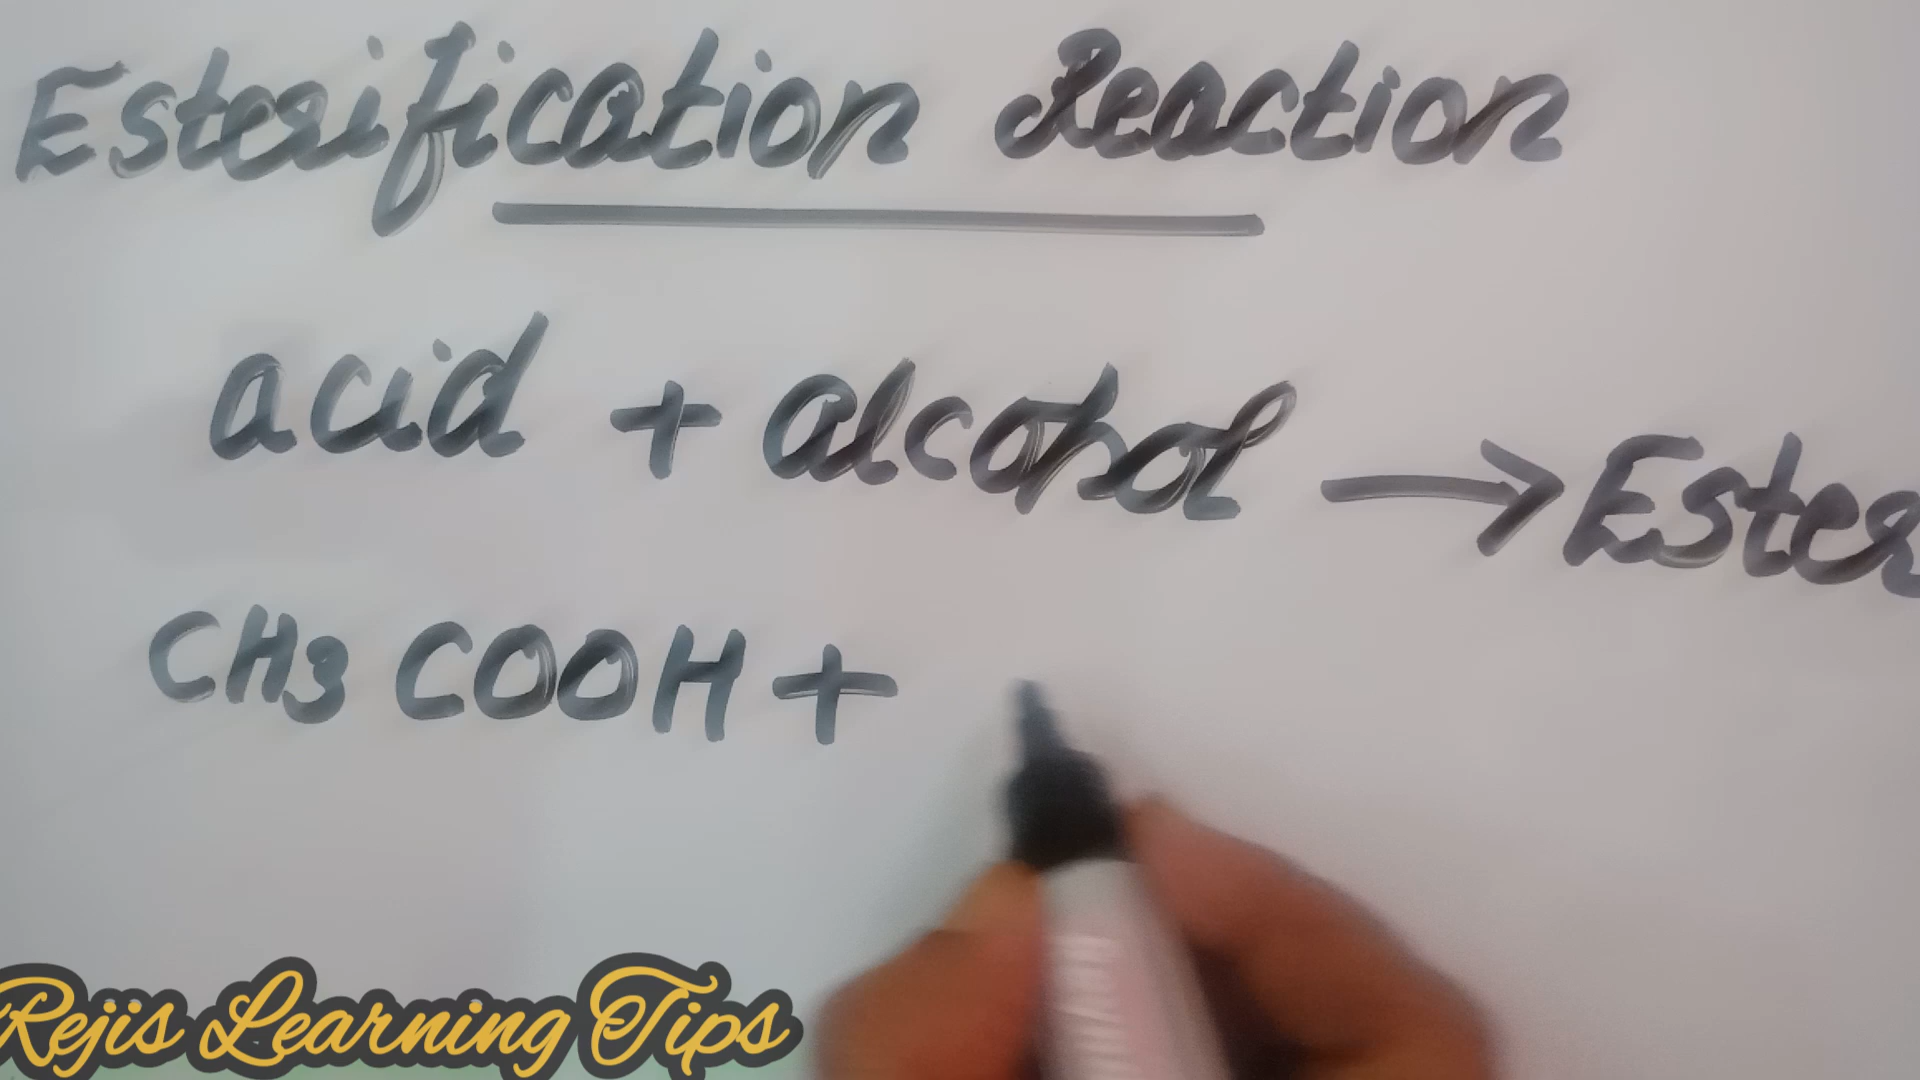 Esterification Reaction
acid + alcohol → Ester
CH3 COOH +
Rejis Learning Tips